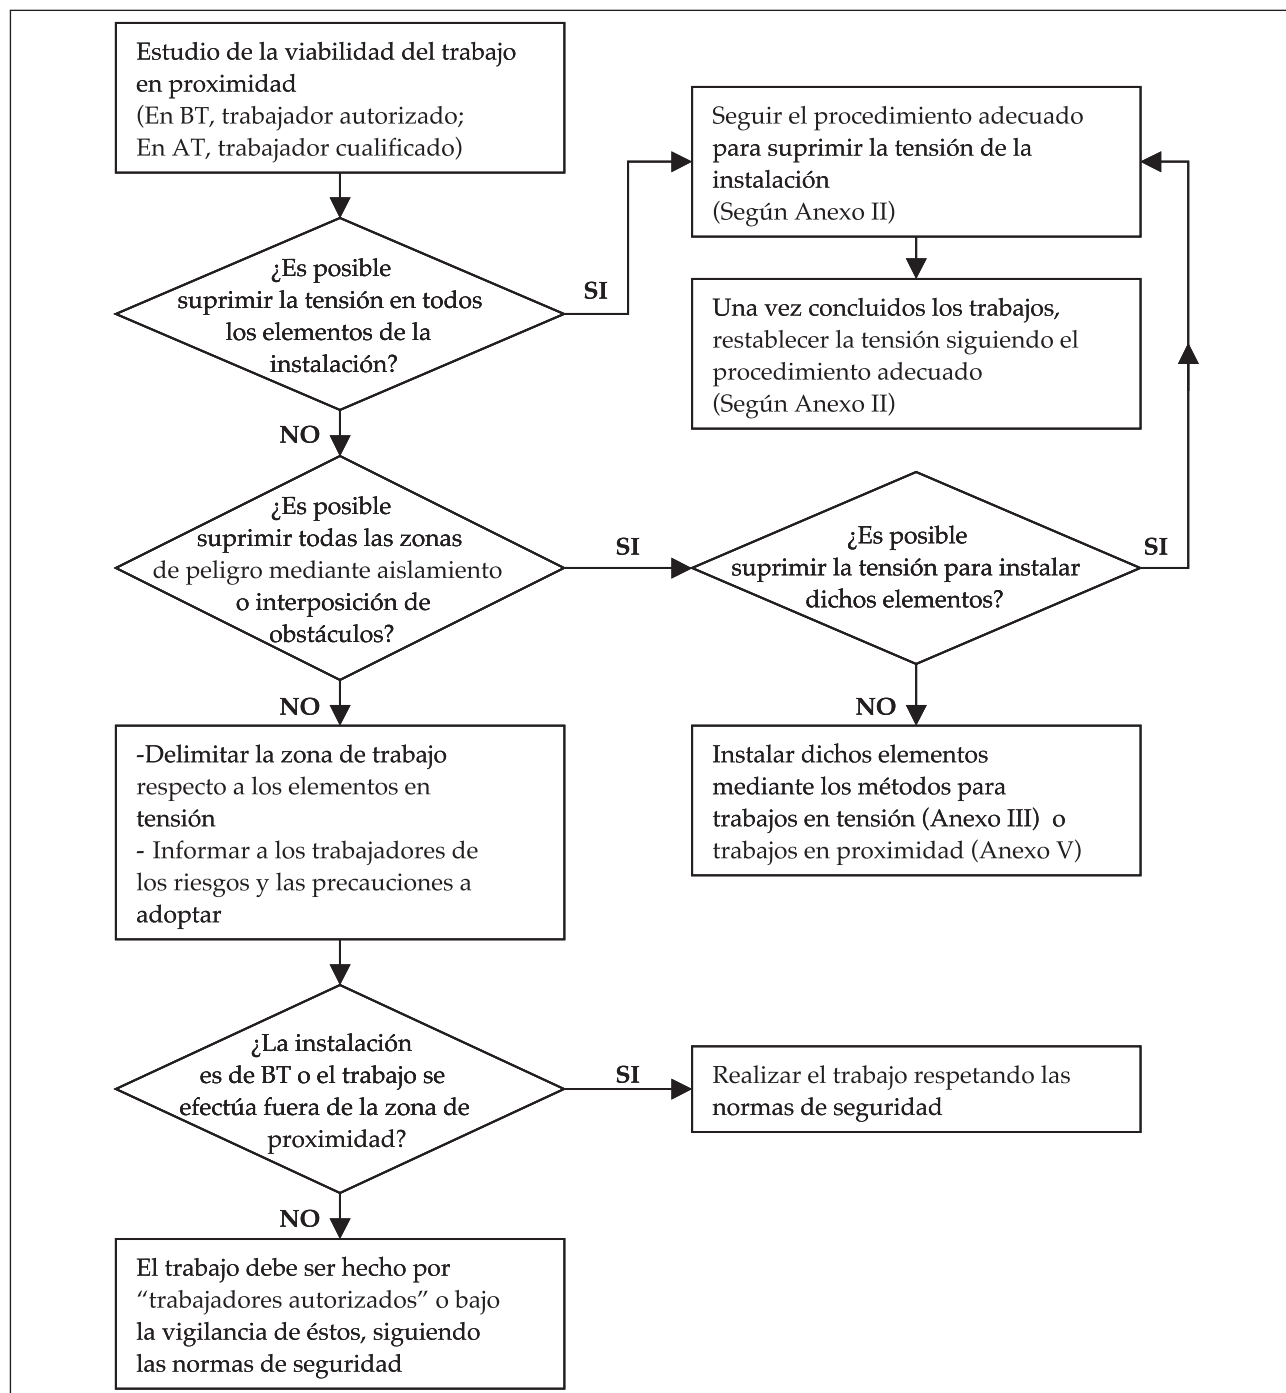 Estudio de la viabilidad del trabajo
en proximidad
(En BT, trabajador autorizado;
En AT, trabajador cualificado)
Seguir el procedimiento adecuado
para suprimir la tensión de la
instalación
(Según Anexo II)
¿Es posible
suprimir la tensión en todos
los elementos de la
instalación?
SI
Una vez concluidos los trabajos,
restablecer la tensión siguiendo el
procedimiento adecuado
(Según Anexo II)
NO
¿Es posible
suprimir todas las zonas
de peligro mediante aislamiento
o interposición de
obstáculos?
SI
¿Es posible
suprimir la tensión para instalar
dichos elementos?
SI
NO
NO
-Delimitar la zona de trabajo
respecto a los elementos en
tensión
- Informar a los trabajadores de
los riesgos y las precauciones a
adoptar
Instalar dichos elementos
mediante los métodos para
trabajos en tensión (Anexo III) o
trabajos en proximidad (Anexo V)
¿La instalación
es de BT o el trabajo se
efectúa fuera de la zona de
proximidad?
SI
Realizar el trabajo respetando las
normas de seguridad
NO
El trabajo debe ser hecho por
“trabajadores autorizados” o bajo
la vigilancia de éstos, siguiendo
las normas de seguridad